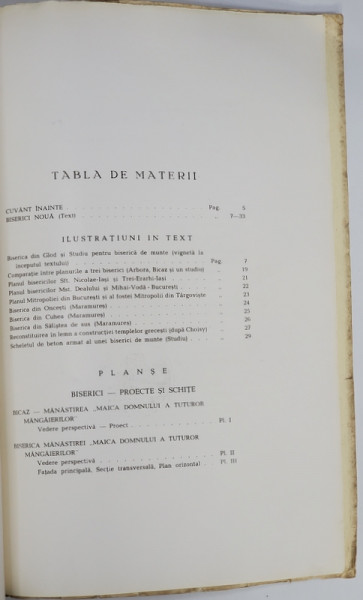 TABLA DE MATERII
CUVÂNT ÎNAINTE . . . Pag. 5
BISERICI NOUĂ (Text) . . . „ 7—33
ILUSTRAȚIUNI IN TEXT
Biserica din Glod și Studiu pentru biserică de munte (vignetă la
începutul textului) . . . Pag. 7
Comparație între planurile a trei biserici (Arbora, Bicaz și un studiu) „ 19
Planul bisericilor Sft. Nicolae-Iași și Trei-Erarhi-Iași . . . „ 21
Planul bisericilor Mșt. Dealului și Mihai-Vodă - București . . . „ 22
Planul Mitropoliei din București și al fostei Mitropolii din Târgoviște „ 23
Biserica din Oncești (Maramureș) . . . „ 24
Biserica din Cuhea (Maramureș) . . . „ 25
Biserica din Săliștea de sus (Maramureș) . . . „ 26
Reconstituirea în lemn a construcției templelor grecești (după Choisy) „ 27
Scheletul de beton armat al unei biserici de munte (Studiu) . . . „ 29
PLANȘE
BISERICI — PROECTE ȘI SCHIȚE
BICAZ — MÂNĂSTIREA „MAICA DOMNULUI A TUTUROR
MÂNGÂIERILOR"
Vedere perspectivă — Proect . . . Pl. I
BISERICA MÂNĂSTIREI „MAICA DOMNULUI A TUTUROR
MÂNGÂIERILOR"
Vedere perspectivă . . . Pl. II
Fațada principală, Secție transversală, Plan orizontal . Pl. III